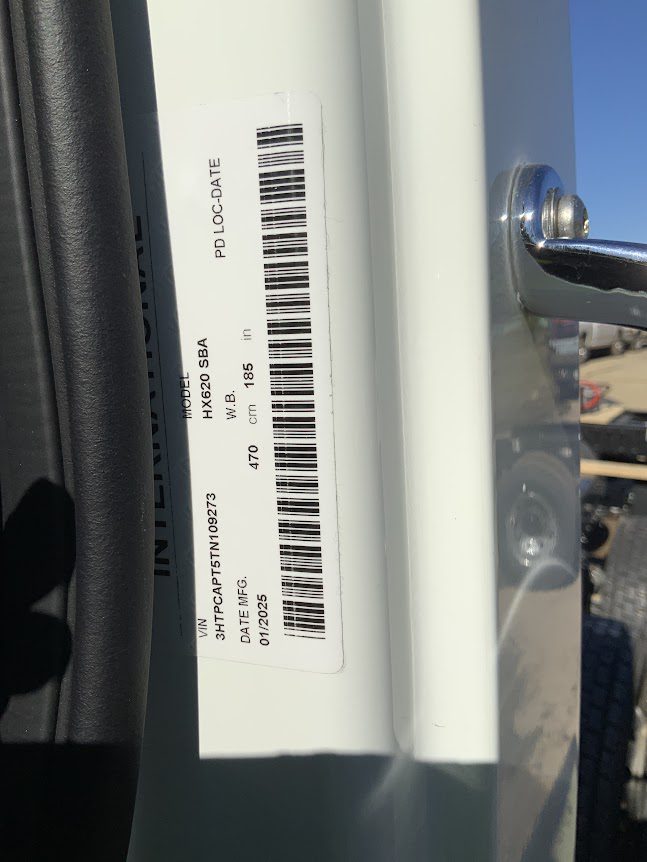 INTERNATIONAL
VIN MODEL
3HTPCAPT5TN109273 HX620 SBA
DATE MFG. W.B. PD LOC-DATE
01/2025 470 cm 185 in